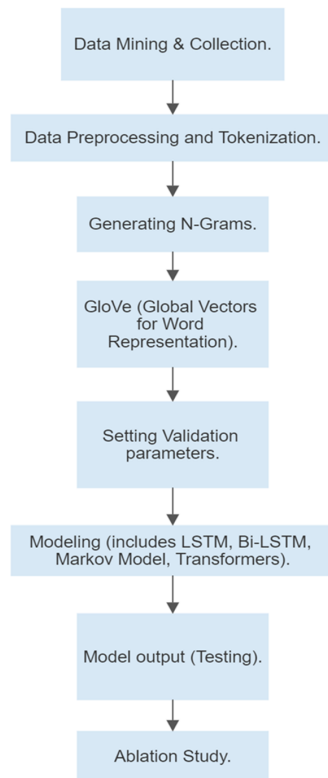 Data Mining & Collection.
Data Preprocessing and Tokenization.
Generating N-Grams.
GloVe (Global Vectors
for Word
Representation).
Setting Validation
parameters.
Modeling (includes LSTM, Bi-LSTM,
Markov Model, Transformers).
Model output (Testing).
Ablation Study.